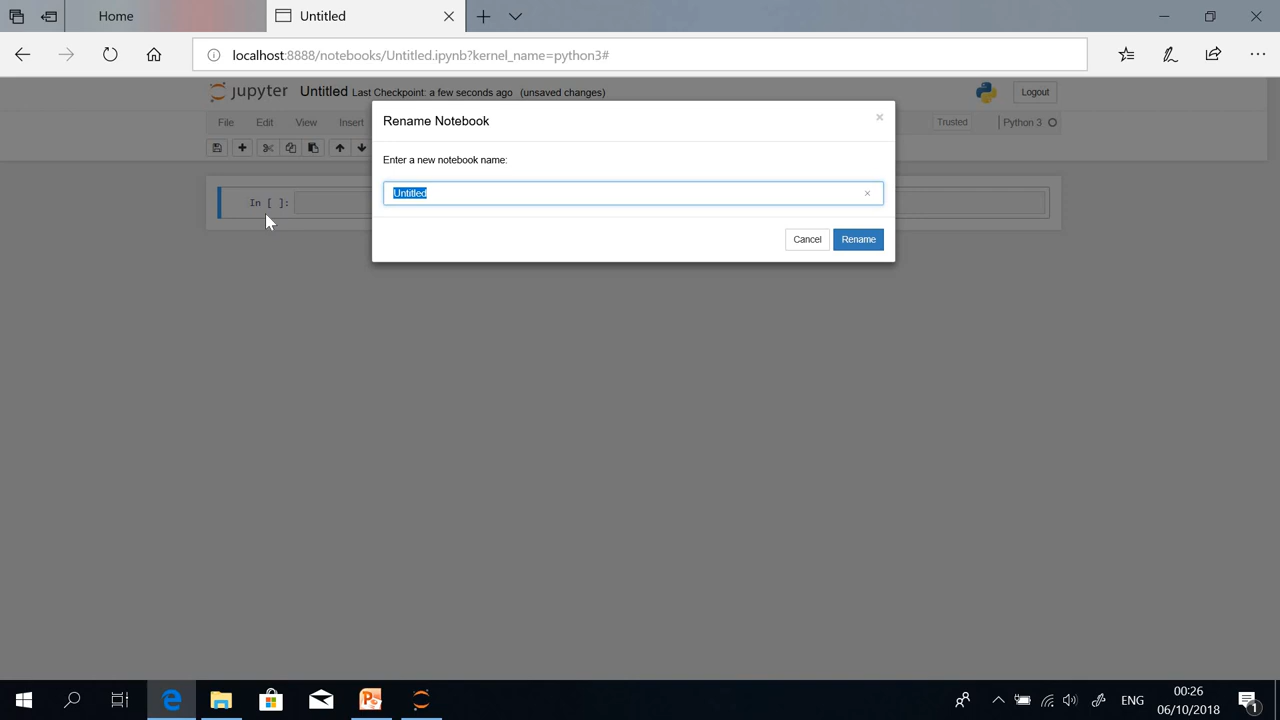 Home
Untitled
localhost:8888/notebooks/Untitled.ipynb?kernel_name=python3#
jupyter Untitled Last Checkpoint: a few seconds ago (unsaved changes)
Logout
File Edit View Insert
Trusted
Python 3
In [ ]:
Rename Notebook
×
Enter a new notebook name:
Untitled
×
Cancel
Rename
ENG
00:26
06/10/2018
1